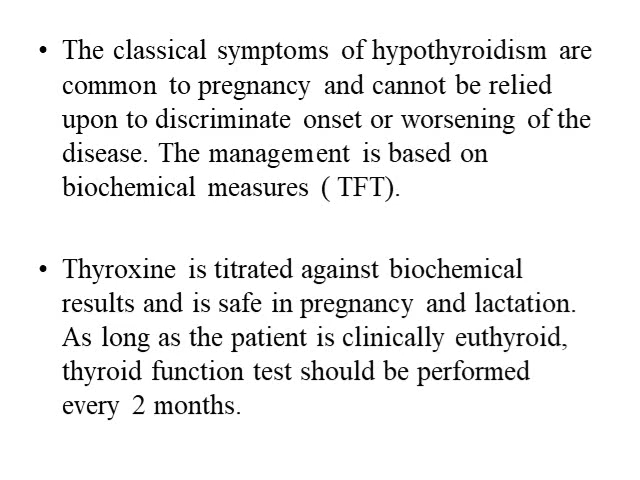 • The classical symptoms of hypothyroidism are
common to pregnancy and cannot be relied
upon to discriminate onset or worsening of the
disease. The management is based on
biochemical measures ( TFT).
• Thyroxine is titrated against biochemical
results and is safe in pregnancy and lactation.
As long as the patient is clinically euthyroid,
thyroid function test should be performed
every 2 months.